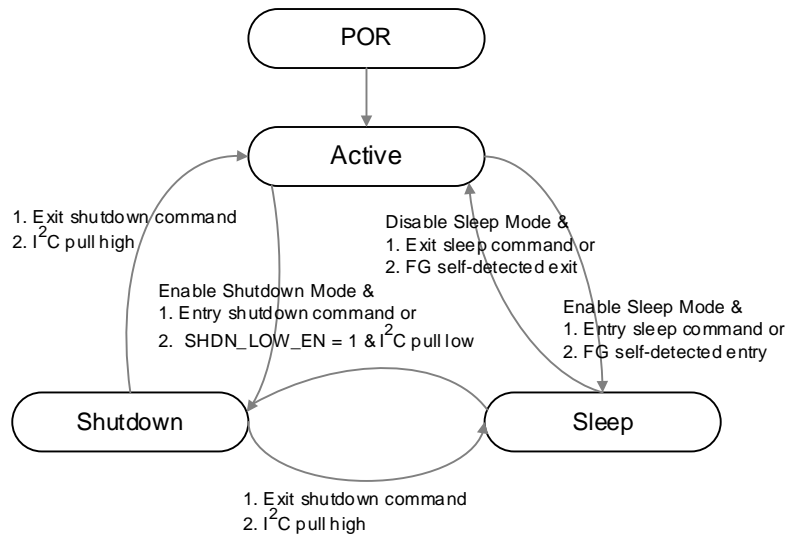 POR
Active
1. Exit shutdown command
2. I²C pull high
Disable Sleep Mode &
1. Exit sleep command or
2. FG self-detected exit
Enable Shutdown Mode &
1. Entry shutdown command or
2. SHDN_LOW_EN = 1 & I²C pull low
Enable Sleep Mode &
1. Entry sleep command or
2. FG self-detected entry
Shutdown
Sleep
1. Exit shutdown command
2. I²C pull high